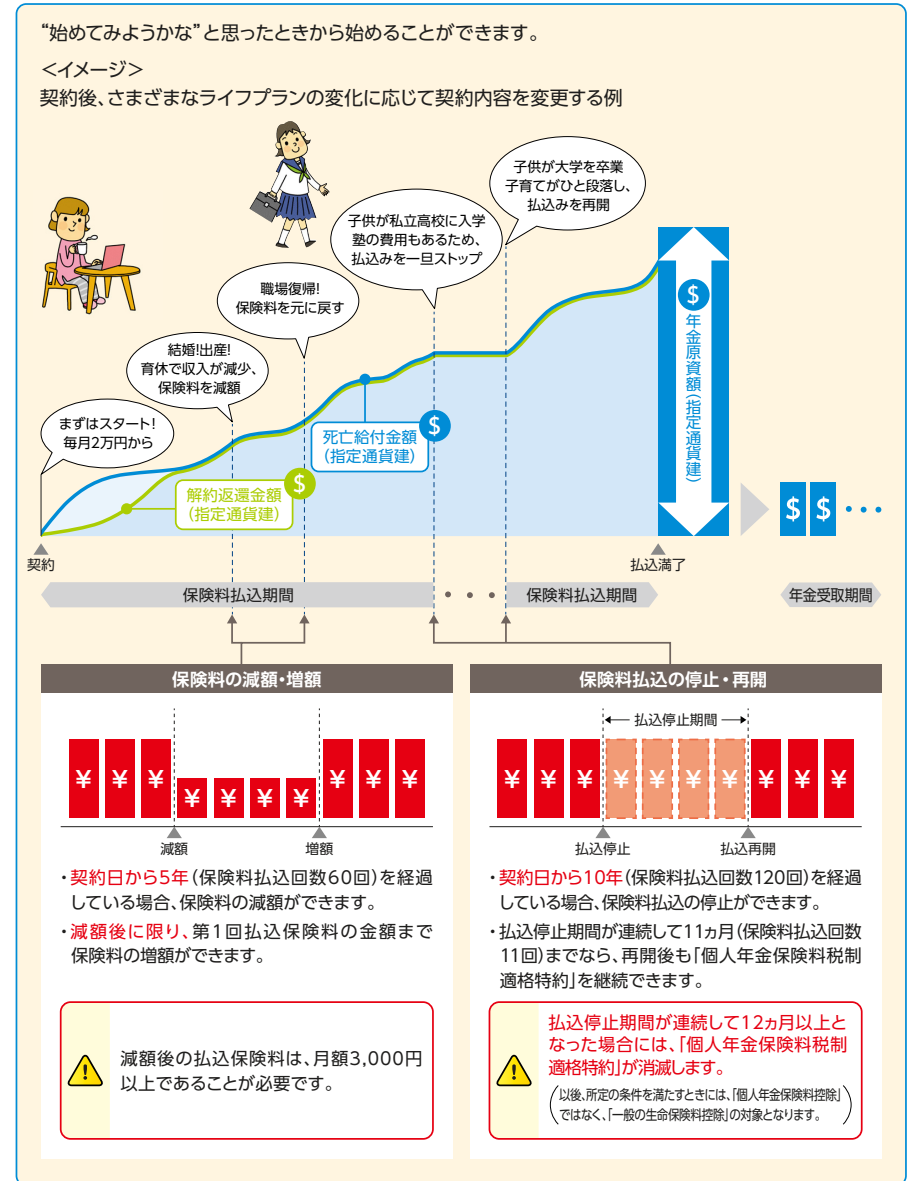 “始めてみようかな”と思ったときから始めることができます。
＜イメージ＞
契約後、さまざまなライフプランの変化に応じて契約内容を変更する例
子供が大学を卒業
子育てがひと段落し、
払込みを再開
子供が私立高校に入学
塾の費用もあるため、
払込みを一旦ストップ
職場復帰!
保険料を元に戻す
結婚!出産!
育休で収入が減少、
保険料を減額
まずはスタート!
毎月2万円から
$
年金原資額(指定通貨建)
死亡給付金額
(指定通貨建)
$
解約返還金額
(指定通貨建)
$
$ $ ・・・
契約
払込満了
保険料払込期間
・・・
保険料払込期間
年金受取期間
保険料の減額・増額
¥ ¥ ¥ ¥ ¥ ¥ ¥ ¥ ¥ ¥
減額
増額
・契約日から5年(保険料払込回数60回)を経過
している場合、保険料の減額ができます。
・減額後に限り、第1回払込保険料の金額まで
保険料の増額ができます。
減額後の払込保険料は、月額3,000円
以上であることが必要です。
保険料払込の停止・再開
払込停止期間
¥ ¥ ¥ ¥ ¥ ¥ ¥ ¥ ¥ ¥
払込停止
払込再開
・契約日から10年(保険料払込回数120回)を経過
している場合、保険料払込の停止ができます。
・払込停止期間が連続して11ヵ月(保険料払込回数
11回)までなら、再開後も「個人年金保険料税制
適格特約」を継続できます。
払込停止期間が連続して12ヵ月以上と
なった場合には、「個人年金保険料税制
適格特約」が消滅します。
(以後、所定の条件を満たすときには、「個人年金保険料控除」
ではなく、「一般の生命保険料控除」の対象となります。)